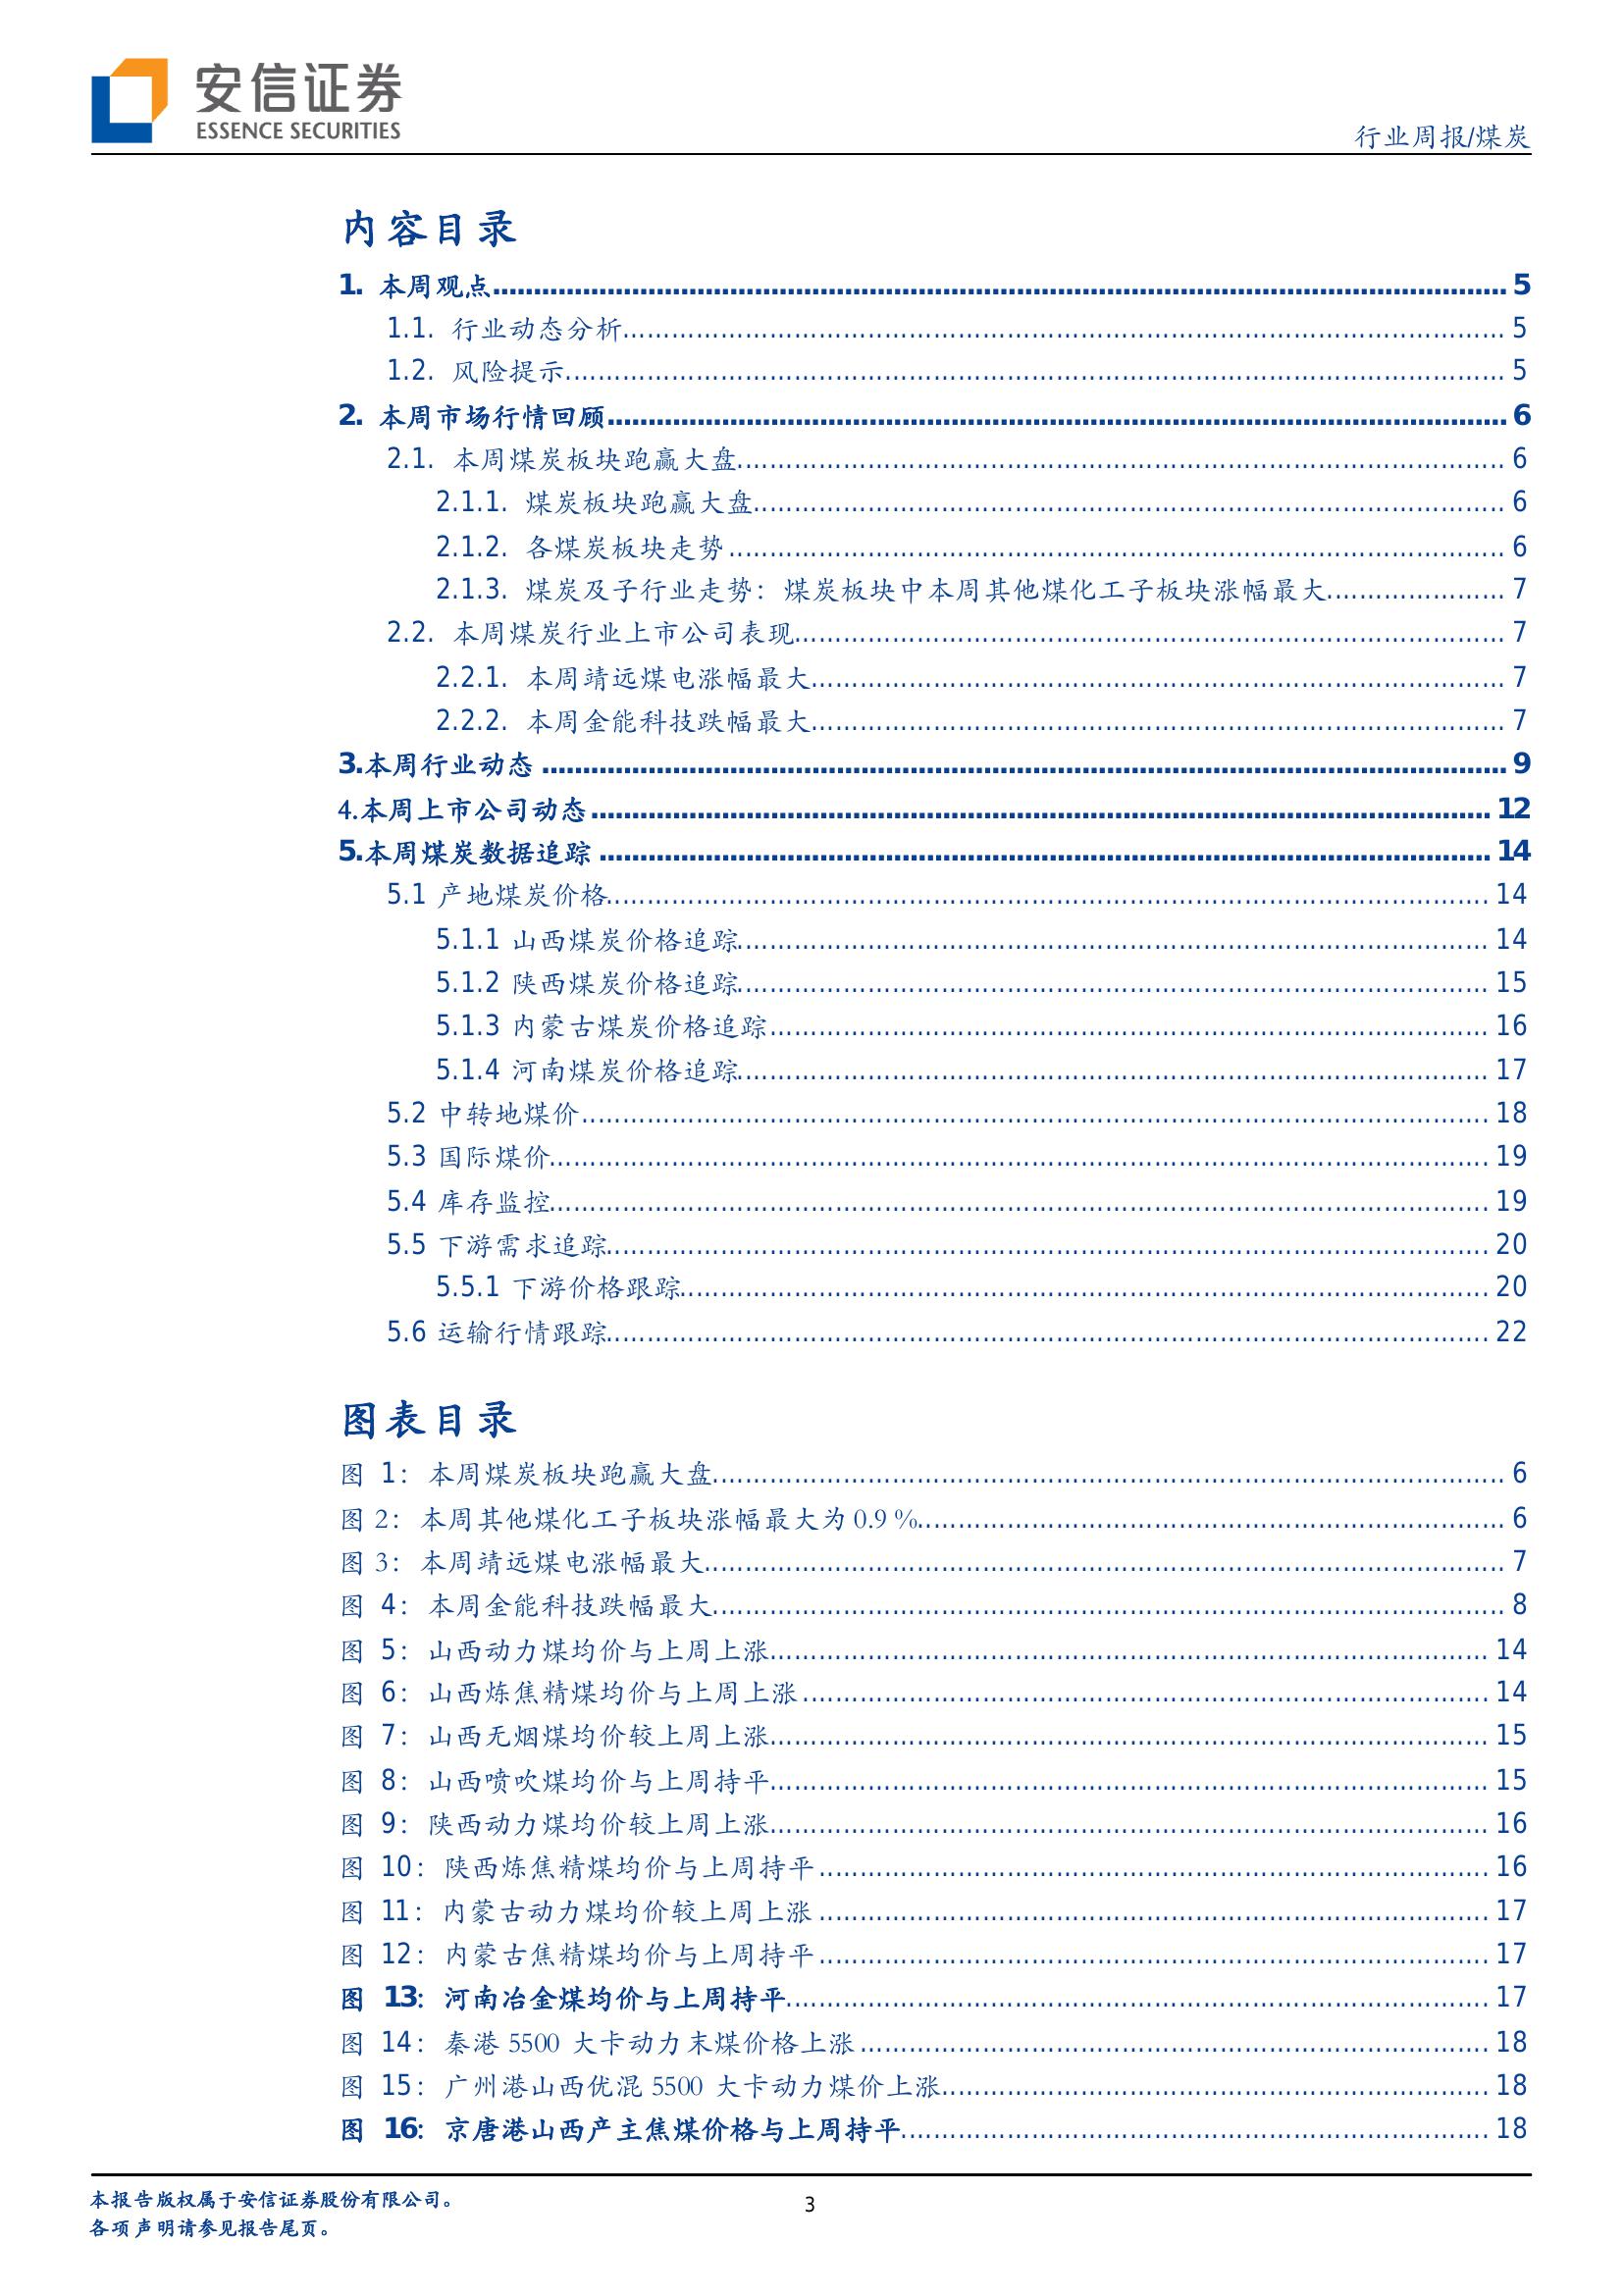 安信证券
ESSENCE SECURITIES
行业周报/煤炭
内容目录
1. 本周观点 5
1.1. 行业动态分析 5
1.2. 风险提示 5
2. 本周市场行情回顾 6
2.1. 本周煤炭板块跑赢大盘 6
2.1.1. 煤炭板块跑赢大盘 6
2.1.2. 各煤炭板块走势 6
2.1.3. 煤炭及子行业走势：煤炭板块中本周其他煤化工子板块涨幅最大 7
2.2. 本周煤炭行业上市公司表现 7
2.2.1. 本周靖远煤电涨幅最大 7
2.2.2. 本周金能科技跌幅最大 7
3.本周行业动态 9
4.本周上市公司动态 12
5.本周煤炭数据追踪 14
5.1 产地煤炭价格 14
5.1.1 山西煤炭价格追踪 14
5.1.2 陕西煤炭价格追踪 15
5.1.3 内蒙古煤炭价格追踪 16
5.1.4 河南煤炭价格追踪 17
5.2 中转地煤价 18
5.3 国际煤价 19
5.4 库存监控 19
5.5 下游需求追踪 20
5.5.1 下游价格跟踪 20
5.6 运输行情跟踪 22
图表目录
图 1：本周煤炭板块跑赢大盘 6
图 2：本周其他煤化工子板块涨幅最大为 0.9 % 6
图 3：本周靖远煤电涨幅最大 7
图 4：本周金能科技跌幅最大 8
图 5：山西动力煤均价与上周上涨 14
图 6：山西炼焦精煤均价与上周上涨 14
图 7：山西无烟煤均价较上周上涨 15
图 8：山西喷吹煤均价与上周持平 15
图 9：陕西动力煤均价较上周上涨 16
图 10：陕西炼焦精煤均价与上周持平 16
图 11：内蒙古动力煤均价较上周上涨 17
图 12：内蒙古焦精煤均价与上周持平 17
图 13：河南冶金煤均价与上周持平 17
图 14：秦港 5500 大卡动力末煤价格上涨 18
图 15：广州港山西优混 5500 大卡动力煤价上涨 18
图 16：京唐港山西产主焦煤价格与上周持平 18
本报告版权属于安信证券股份有限公司。
3
各项声明请参见报告尾页。